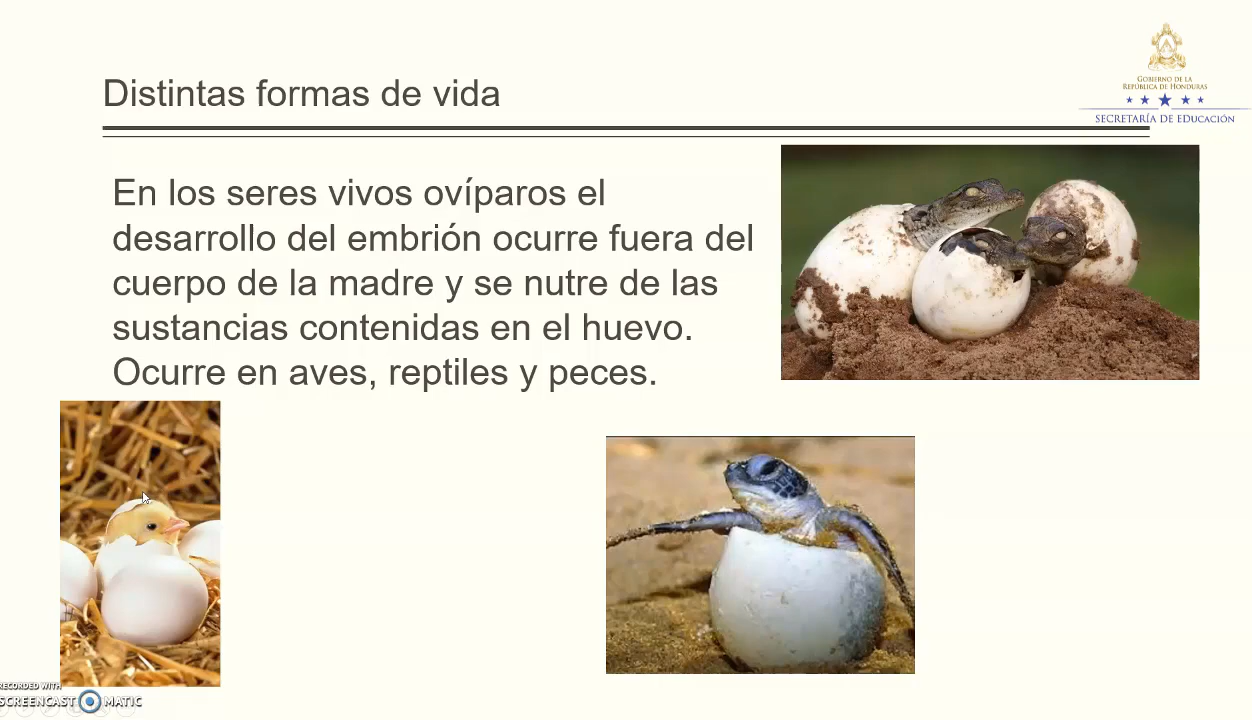 GOBIERNO DE LA
REPÚBLICA DE HONDURAS
SECRETARÍA DE EDUCACIÓN
Distintas formas de vida
En los seres vivos ovíparos el
desarrollo del embrión ocurre fuera del
cuerpo de la madre y se nutre de las
sustancias contenidas en el huevo.
Ocurre en aves, reptiles y peces.
RECORDED WITH
SCREENCAST MATIC